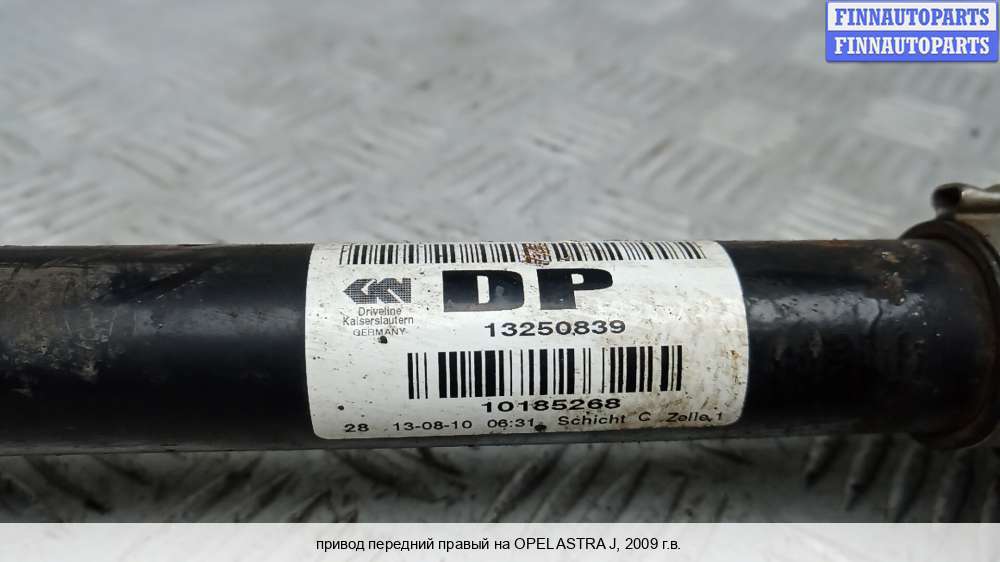 FINNAUTOPARTS
FINNAUTOPARTS
GKN
DP
Driveline
Kaiserslautern
GERMANY
13250839
10185268
28 13-08-10 06:31 Schicht C Zelle 1
привод передний правый на OPEL ASTRA J, 2009 г.в.